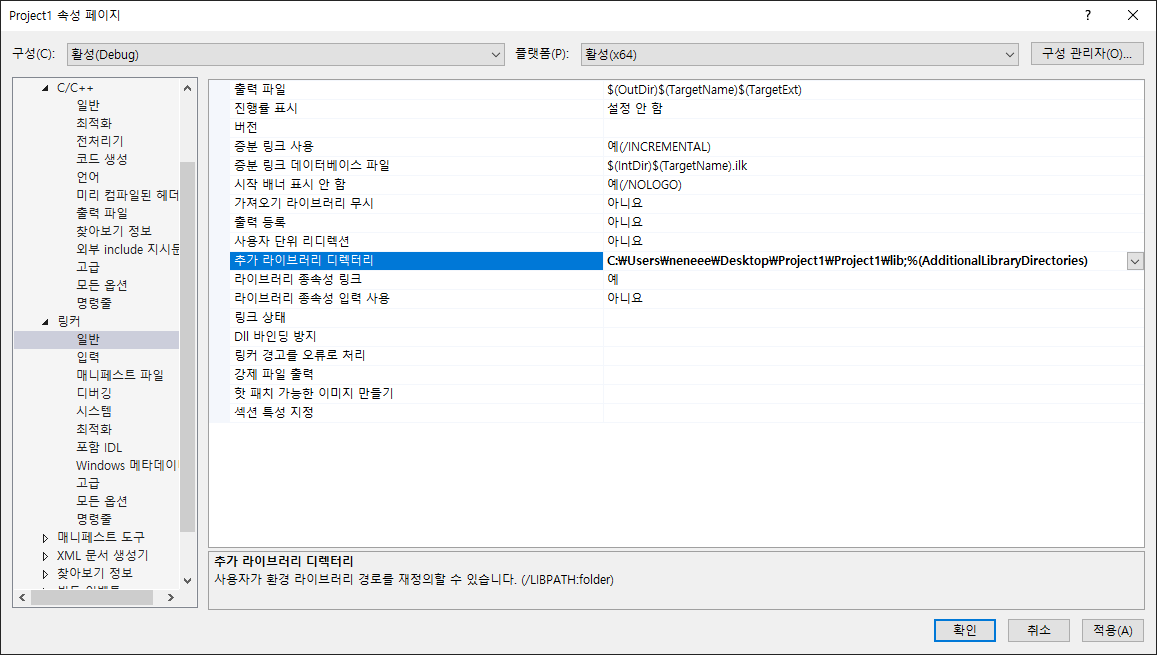 Project1 속성 페이지
?
구성(C):
활성(Debug)
플랫폼(P):
활성(x64)
구성 관리자(O)...
C/C++
일반
최적화
전처리기
코드 생성
언어
미리 컴파일된 헤더
출력 파일
찾아보기 정보
외부 include 지시문
고급
모든 옵션
명령줄
링커
일반
입력
매니페스트 파일
디버깅
시스템
최적화
포함 IDL
Windows 메타데이
고급
모든 옵션
명령줄
매니페스트 도구
XML 문서 생성기
찾아보기 정보
출력 파일 $(OutDir)$(TargetName)$(TargetExt)
진행률 표시 설정 안 함
버전
증분 링크 사용 예(/INCREMENTAL)
증분 링크 데이터베이스 파일 $(IntDir)$(TargetName).ilk
시작 배너 표시 안 함 예(/NOLOGO)
가져오기 라이브러리 무시 아니요
출력 등록 아니요
사용자 단위 리디렉션 아니요
추가 라이브러리 디렉터리 C:₩Users₩neneee₩Desktop₩Project1₩Project1₩lib;%(AdditionalLibraryDirectories)
라이브러리 종속성 링크 예
라이브러리 종속성 입력 사용 아니요
링크 상태
Dll 바인딩 방지
링커 경고를 오류로 처리
강제 파일 출력
핫 패치 가능한 이미지 만들기
섹션 특성 지정
추가 라이브러리 디렉터리
사용자가 환경 라이브러리 경로를 재정의할 수 있습니다. (/LIBPATH:folder)
확인
취소
적용(A)